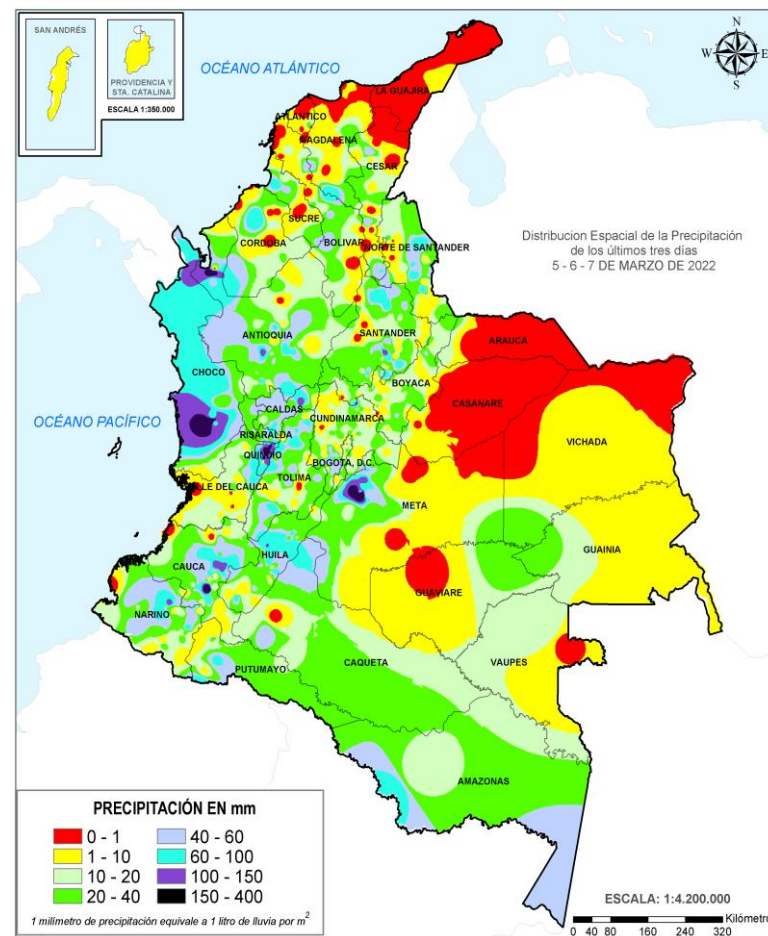 SAN ANDRÉS
PROVIDENCIA Y
STA. CATALINA
ESCALA 1:350.000
OCÉANO ATLÁNTICO
N
W
E
S
LA GUAJIRA
ATLÁNTICO
MAGDALENA
CESAR
SUCRE
CORDOBA
BOLIVAR
NORTE DE SANTANDER
Distribucion Espacial de la Precipitación
de los últimos tres días
5 - 6 - 7 DE MARZO DE 2022
ANTIOQUIA
SANTANDER
ARAUCA
CHOCO
BOYACA
CASANARE
OCÉANO PACÍFICO
CALDAS
CUNDINAMARCA
RISARALDA
VICHADA
QUINDIO
BOGOTA, D.C.
TOLIMA
VALLE DEL CAUCA
META
GUAINIA
HUILA
CAUCA
GUAVIARE
NARINO
CAQUETA
VAUPES
PUTUMAYO
AMAZONAS
PRECIPITACIÓN EN mm
0 - 1
40 - 60
1 - 10
60 - 100
10 - 20
100 - 150
20 - 40
150 - 400
1 milimetro de precipitación equivale a 1 litro de lluvia por m2
ESCALA: 1:4.200.000
Kilómetro
0 40 80 160 240 320